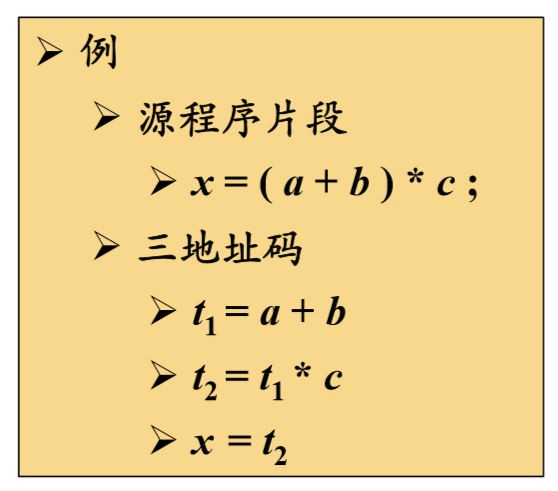 ➢ 例
➢ 源程序片段
➢ x = ( a + b ) * c ;
➢ 三地址码
➢ t₁ = a + b
➢ t₂ = t₁ * c
➢ x = t₂